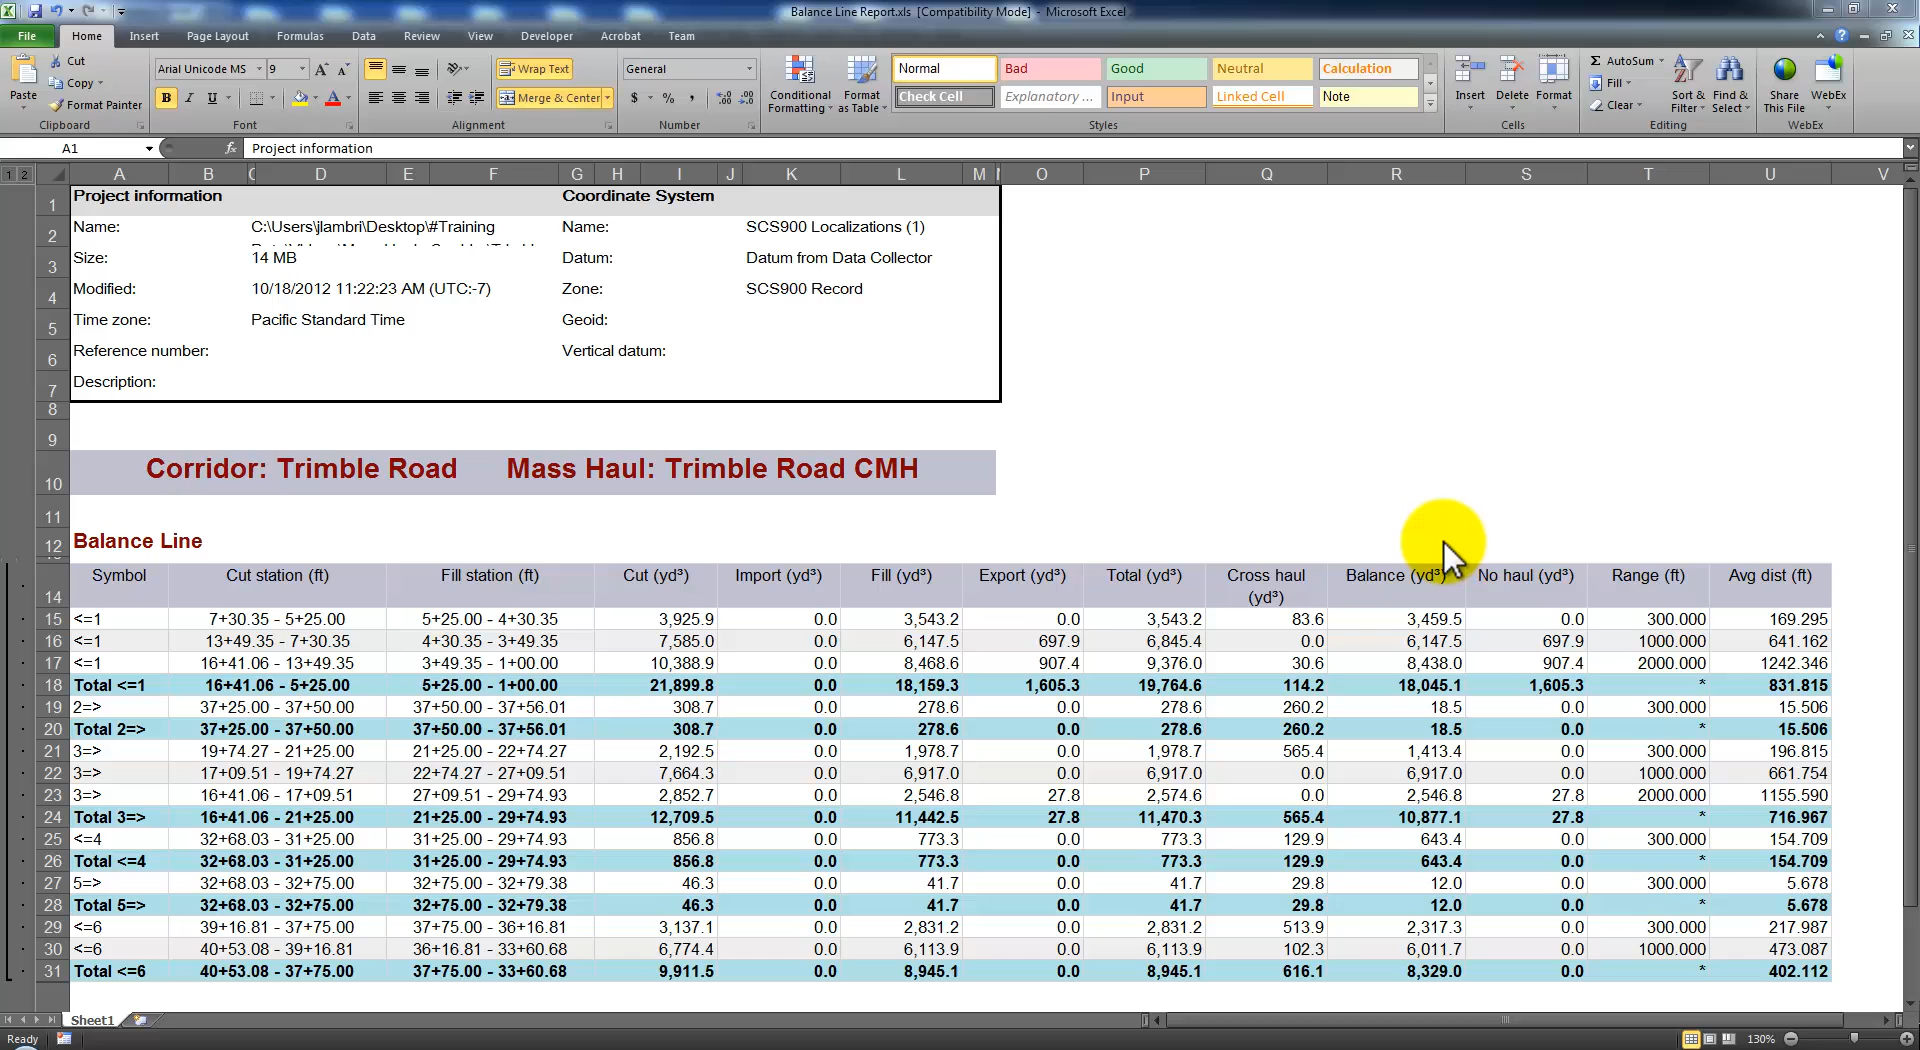 Balance Line Report.xls [Compatibility Mode] - Microsoft Excel
File Home Insert Page Layout Formulas Data Review View Developer Acrobat Team
Paste Cut Copy Format Painter Clipboard
Arial Unicode MS 9 B I U A Font
Wrap Text Merge & Center Alignment
General $ % , Number
Conditional Formatting Format as Table
Normal Bad Good Neutral Calculation
Check Cell Explanatory ... Input Linked Cell Note
Styles
Insert Delete Format Cells
Σ AutoSum Fill Clear Sort & Filter Find & Select Editing
Share This File WebEx WebEx
A1 fx Project information
1 2 A B C D E F G H I J K L M N O P Q R S T U V
1 Project information Coordinate System
2 Name: C:\Users\jlambri\Desktop\#Training Name: SCS900 Localizations (1)
3 Size: 14 MB Datum: Datum from Data Collector
4 Modified: 10/18/2012 11:22:23 AM (UTC:-7) Zone: SCS900 Record
5 Time zone: Pacific Standard Time Geoid:
6 Reference number: Vertical datum:
7 Description:
8
9
10 Corridor: Trimble Road Mass Haul: Trimble Road CMH
11
12 Balance Line
14 Symbol Cut station (ft) Fill station (ft) Cut (yd³) Import (yd³) Fill (yd³) Export (yd³) Total (yd³) Cross haul (yd³) Balance (yd³) No haul (yd³) Range (ft) Avg dist (ft)
15 <=1 7+30.35 - 5+25.00 5+25.00 - 4+30.35 3,925.9 0.0 3,543.2 0.0 3,543.2 83.6 3,459.5 0.0 300.000 169.295
16 <=1 13+49.35 - 7+30.35 4+30.35 - 3+49.35 7,585.0 0.0 6,147.5 697.9 6,845.4 0.0 6,147.5 697.9 1000.000 641.162
17 <=1 16+41.06 - 13+49.35 3+49.35 - 1+00.00 10,388.9 0.0 8,468.6 907.4 9,376.0 30.6 8,438.0 907.4 2000.000 1242.346
18 Total <=1 16+41.06 - 5+25.00 5+25.00 - 1+00.00 21,899.8 0.0 18,159.3 1,605.3 19,764.6 114.2 18,045.1 1,605.3 * 831.815
19 2=> 37+25.00 - 37+50.00 37+50.00 - 37+56.01 308.7 0.0 278.6 0.0 278.6 260.2 18.5 0.0 300.000 15.506
20 Total 2=> 37+25.00 - 37+50.00 37+50.00 - 37+56.01 308.7 0.0 278.6 0.0 278.6 260.2 18.5 0.0 * 15.506
21 3=> 19+74.27 - 21+25.00 21+25.00 - 22+74.27 2,192.5 0.0 1,978.7 0.0 1,978.7 565.4 1,413.4 0.0 300.000 196.815
22 3=> 17+09.51 - 19+74.27 22+74.27 - 27+09.51 7,664.3 0.0 6,917.0 0.0 6,917.0 0.0 6,917.0 0.0 1000.000 661.754
23 3=> 16+41.06 - 17+09.51 27+09.51 - 29+74.93 2,852.7 0.0 2,546.8 27.8 2,574.6 0.0 2,546.8 27.8 2000.000 1155.590
24 Total 3=> 16+41.06 - 21+25.00 21+25.00 - 29+74.93 12,709.5 0.0 11,442.5 27.8 11,470.3 565.4 10,877.1 27.8 * 716.967
25 <=4 32+68.03 - 31+25.00 31+25.00 - 29+74.93 856.8 0.0 773.3 0.0 773.3 129.9 643.4 0.0 300.000 154.709
26 Total <=4 32+68.03 - 31+25.00 31+25.00 - 29+74.93 856.8 0.0 773.3 0.0 773.3 129.9 643.4 0.0 * 154.709
27 5=> 32+68.03 - 32+75.00 32+75.00 - 32+79.38 46.3 0.0 41.7 0.0 41.7 29.8 12.0 0.0 300.000 5.678
28 Total 5=> 32+68.03 - 32+75.00 32+75.00 - 32+79.38 46.3 0.0 41.7 0.0 41.7 29.8 12.0 0.0 * 5.678
29 <=6 39+16.81 - 37+75.00 37+75.00 - 36+16.81 3,137.1 0.0 2,831.2 0.0 2,831.2 513.9 2,317.3 0.0 300.000 217.987
30 <=6 40+53.08 - 39+16.81 36+16.81 - 33+60.68 6,774.4 0.0 6,113.9 0.0 6,113.9 102.3 6,011.7 0.0 1000.000 473.087
31 Total <=6 40+53.08 - 37+75.00 37+75.00 - 33+60.68 9,911.5 0.0 8,945.1 0.0 8,945.1 616.1 8,329.0 0.0 * 402.112
Sheet1
Ready 130%